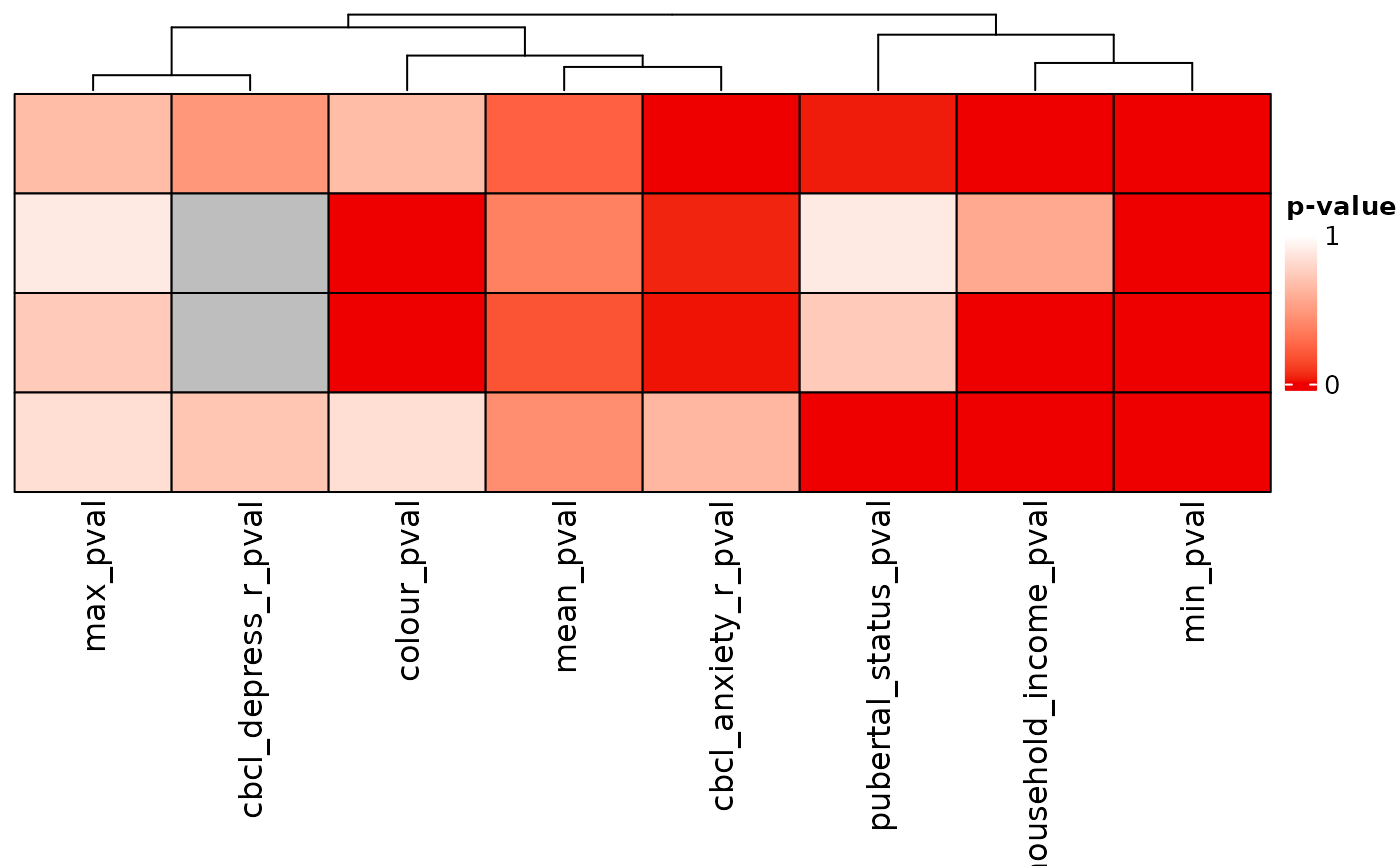 p-value
1
0
max_pval
cbcl_depress_r_pval
colour_pval
mean_pval
cbcl_anxiety_r_pval
pubertal_status_pval
household_income_pval
min_pval